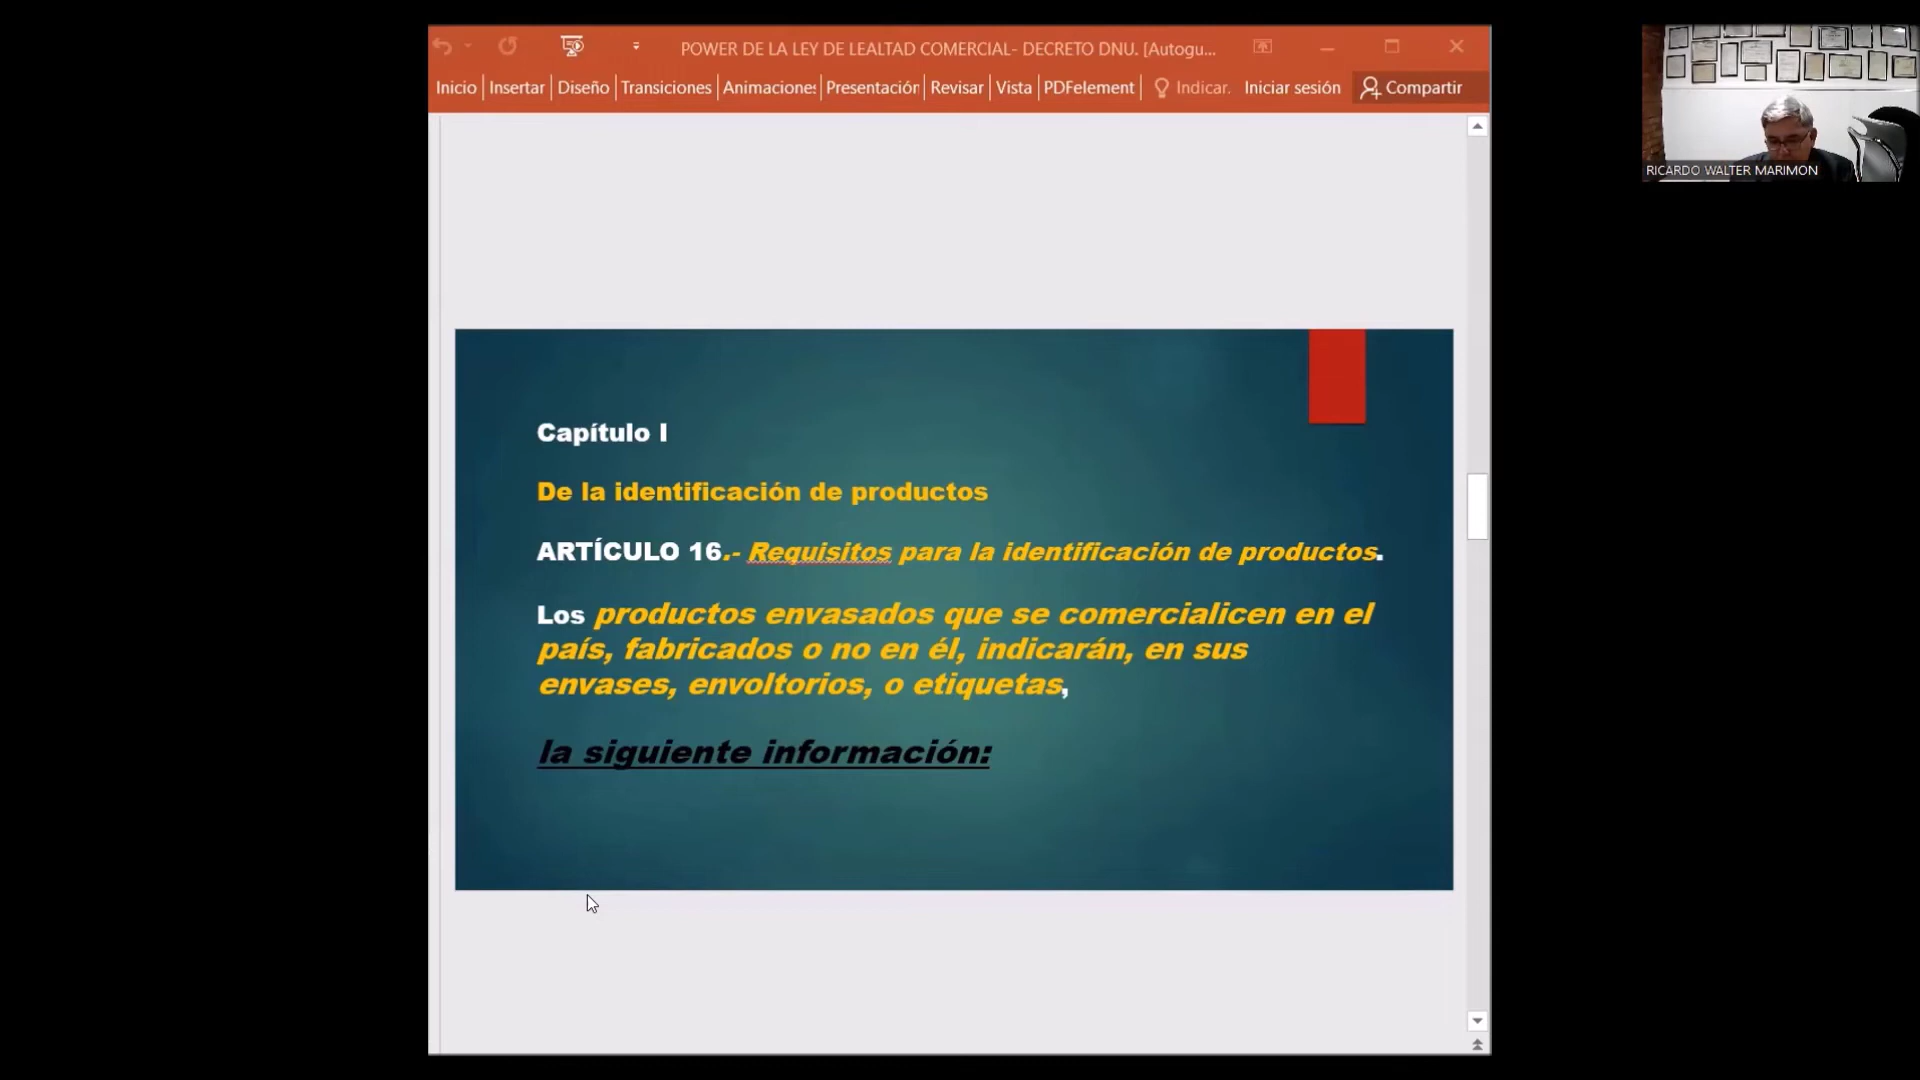 POWER DE LA LEY DE LEALTAD COMERCIAL- DECRETO DNU. [Autogu...
Inicio Insertar Diseño Transiciones Animaciones Presentación Revisar Vista PDFelement Indicar. Iniciar sesión Compartir
RICARDO WALTER MARIMON
Capítulo I
De la identificación de productos
ARTÍCULO 16.- Requisitos para la identificación de productos.
Los productos envasados que se comercialicen en el
país, fabricados o no en él, indicarán, en sus
envases, envoltorios, o etiquetas,
la siguiente información: